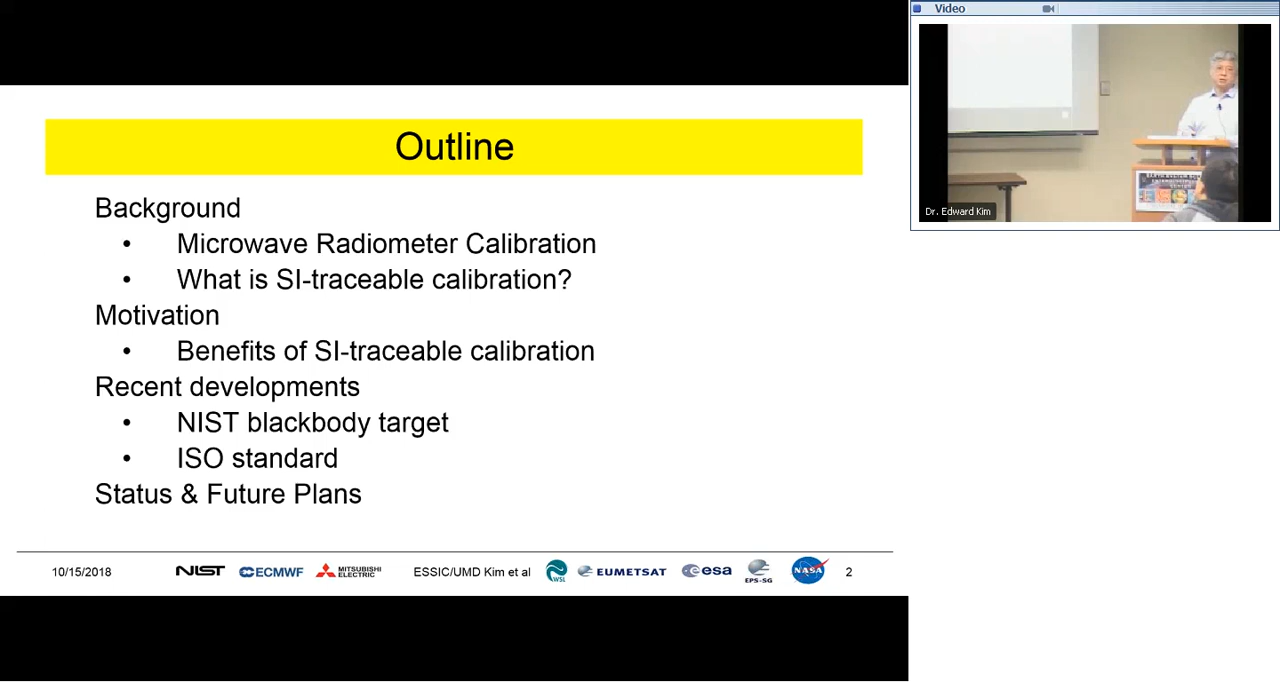 Video
Outline
Background
• Microwave Radiometer Calibration
• What is SI-traceable calibration?
Motivation
• Benefits of SI-traceable calibration
Recent developments
• NIST blackbody target
• ISO standard
Status & Future Plans
10/15/2018
NIST
ECMWF
MITSUBISHI
ELECTRIC
ESSIC/UMD Kim et al
WSL
EUMETSAT
esa
EPS-SG
NASA
2
Dr. Edward Kim